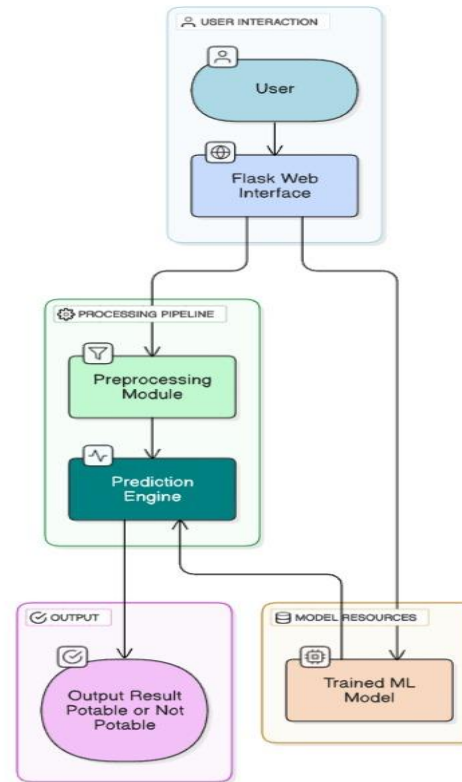 USER INTERACTION
User
Flask Web
Interface
PROCESSING PIPELINE
Preprocessing
Module
Prediction
Engine
OUTPUT
Output Result
Potable or Not
Potable
MODEL RESOURCES
Trained ML
Model